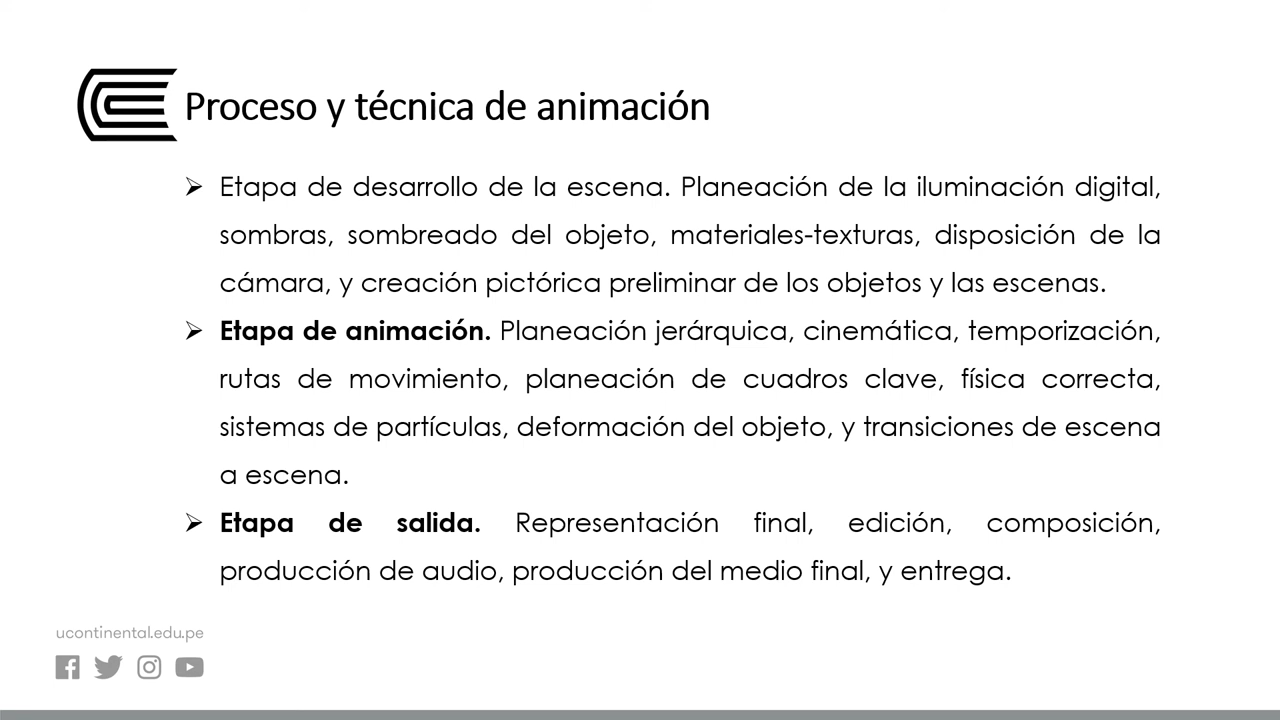 Proceso y técnica de animación
➢ Etapa de desarrollo de la escena. Planeación de la iluminación digital,
sombras, sombreado del objeto, materiales-texturas, disposición de la
cámara, y creación pictórica preliminar de los objetos y las escenas.
➢ Etapa de animación. Planeación jerárquica, cinemática, temporización,
rutas de movimiento, planeación de cuadros clave, física correcta,
sistemas de partículas, deformación del objeto, y transiciones de escena
a escena.
➢ Etapa de salida. Representación final, edición, composición,
producción de audio, producción del medio final, y entrega.
ucontinental.edu.pe